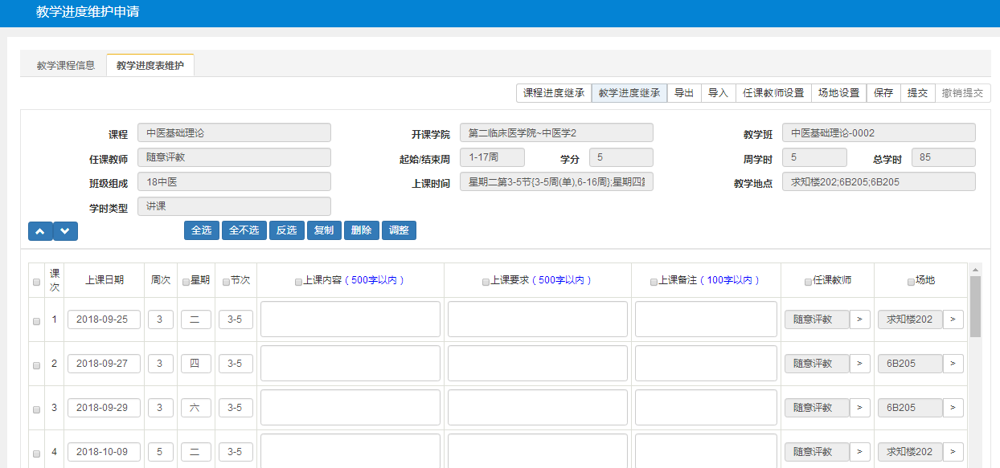 教学进度维护申请
教学课程信息 教学进度表维护
课程进度继承 教学进度继承 导出 导入 任课教师设置 场地设置 保存 提交 撤销提交
课程 中医基础理论 开课学院 第二临床医学院~中医学2 教学班 中医基础理论-0002
任课教师 随意评教 起始/结束周 1-17周 学分 5 周学时 5 总学时 85
班级组成 18中医 上课时间 星期二第3-5节{3-5周(单),6-16周};星期四 教学地点 求知楼202;6B205;6B205
学时类型 讲课
全选 全不选 反选 复制 删除 调整
课次 上课日期 周次 星期 节次 上课内容（500字以内） 上课要求（500字以内） 上课备注（100字以内） 任课教师 场地
1 2018-09-25 3 二 3-5 随意评教 > 求知楼202 >
2 2018-09-27 3 四 3-5 随意评教 > 6B205 >
3 2018-09-29 3 六 3-5 随意评教 > 6B205 >
4 2018-10-09 5 二 3-5 随意评教 > 求知楼202 >